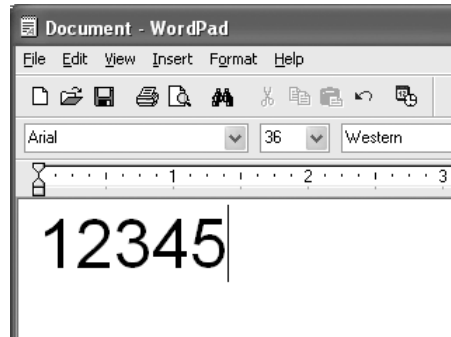 Document - WordPad
File Edit View Insert Format Help
Arial 36 Western
1 2 3
12345